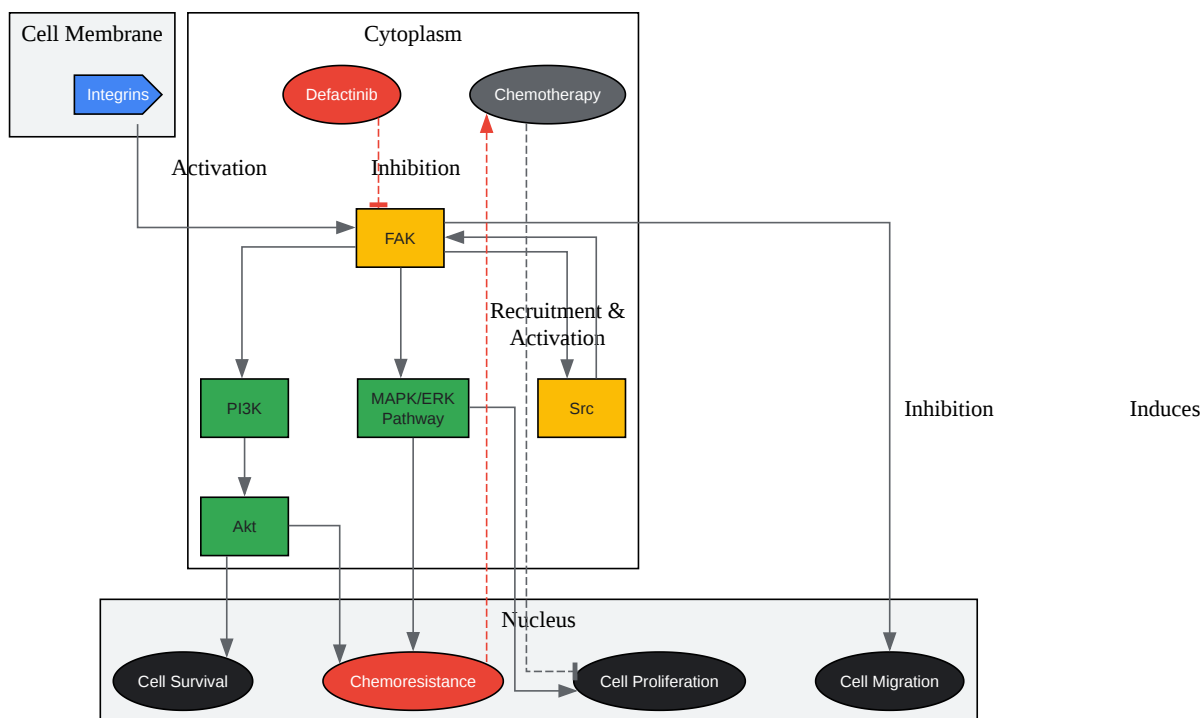 Cell Membrane
Cytoplasm
Integrins
Defactinib
Chemotherapy
Activation
Inhibition
FAK
Recruitment &
Activation
PI3K
MAPK/ERK
Pathway
Src
Inhibition
Induces
Akt
Nucleus
Cell Survival
Chemoresistance
Cell Proliferation
Cell Migration